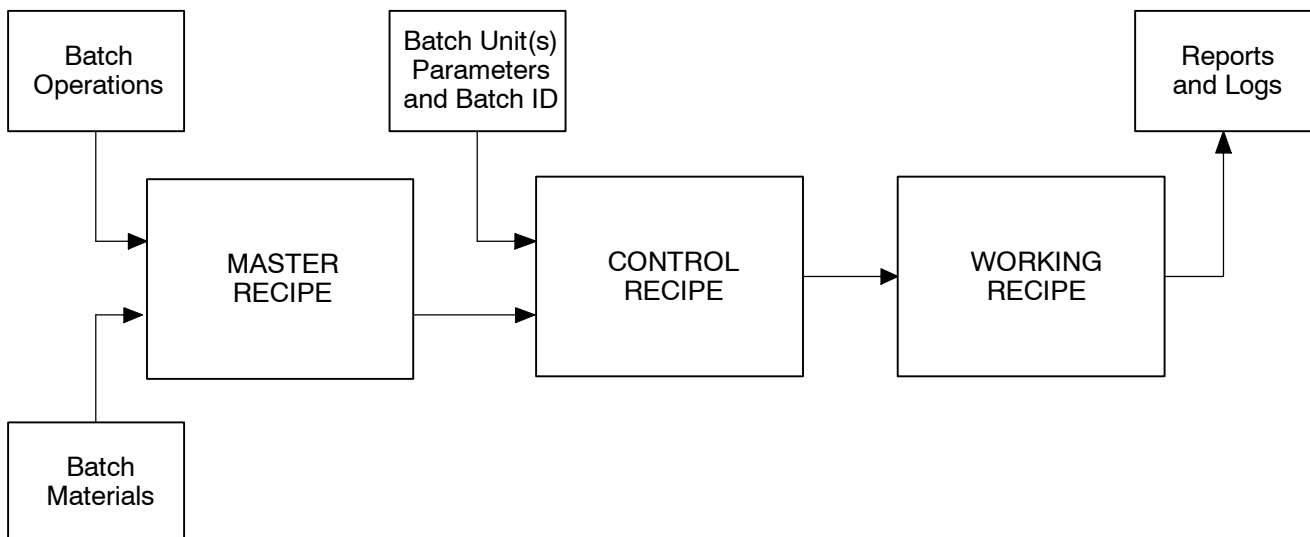 Batch
Operations
Batch Unit(s)
Parameters
and Batch ID
Reports
and Logs
MASTER
RECIPE
CONTROL
RECIPE
WORKING
RECIPE
Batch
Materials